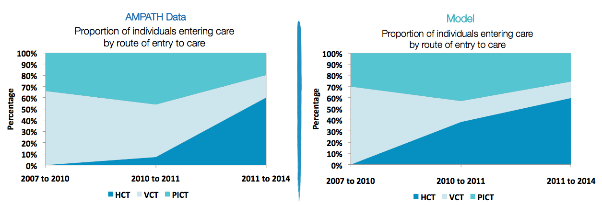 AMPATH Data
Proportion of individuals entering care
by route of entry to care
Percentage
100%
90%
80%
70%
60%
50%
40%
30%
20%
10%
0%
2007 to 2010
2010 to 2011
2011 to 2014
HCT
VCT
PICT
Model
Proportion of individuals entering care
by route of entry to care
Percentage
100%
90%
80%
70%
60%
50%
40%
30%
20%
10%
0%
2007 to 2010
2010 to 2011
2011 to 2014
HCT
VCT
PICT